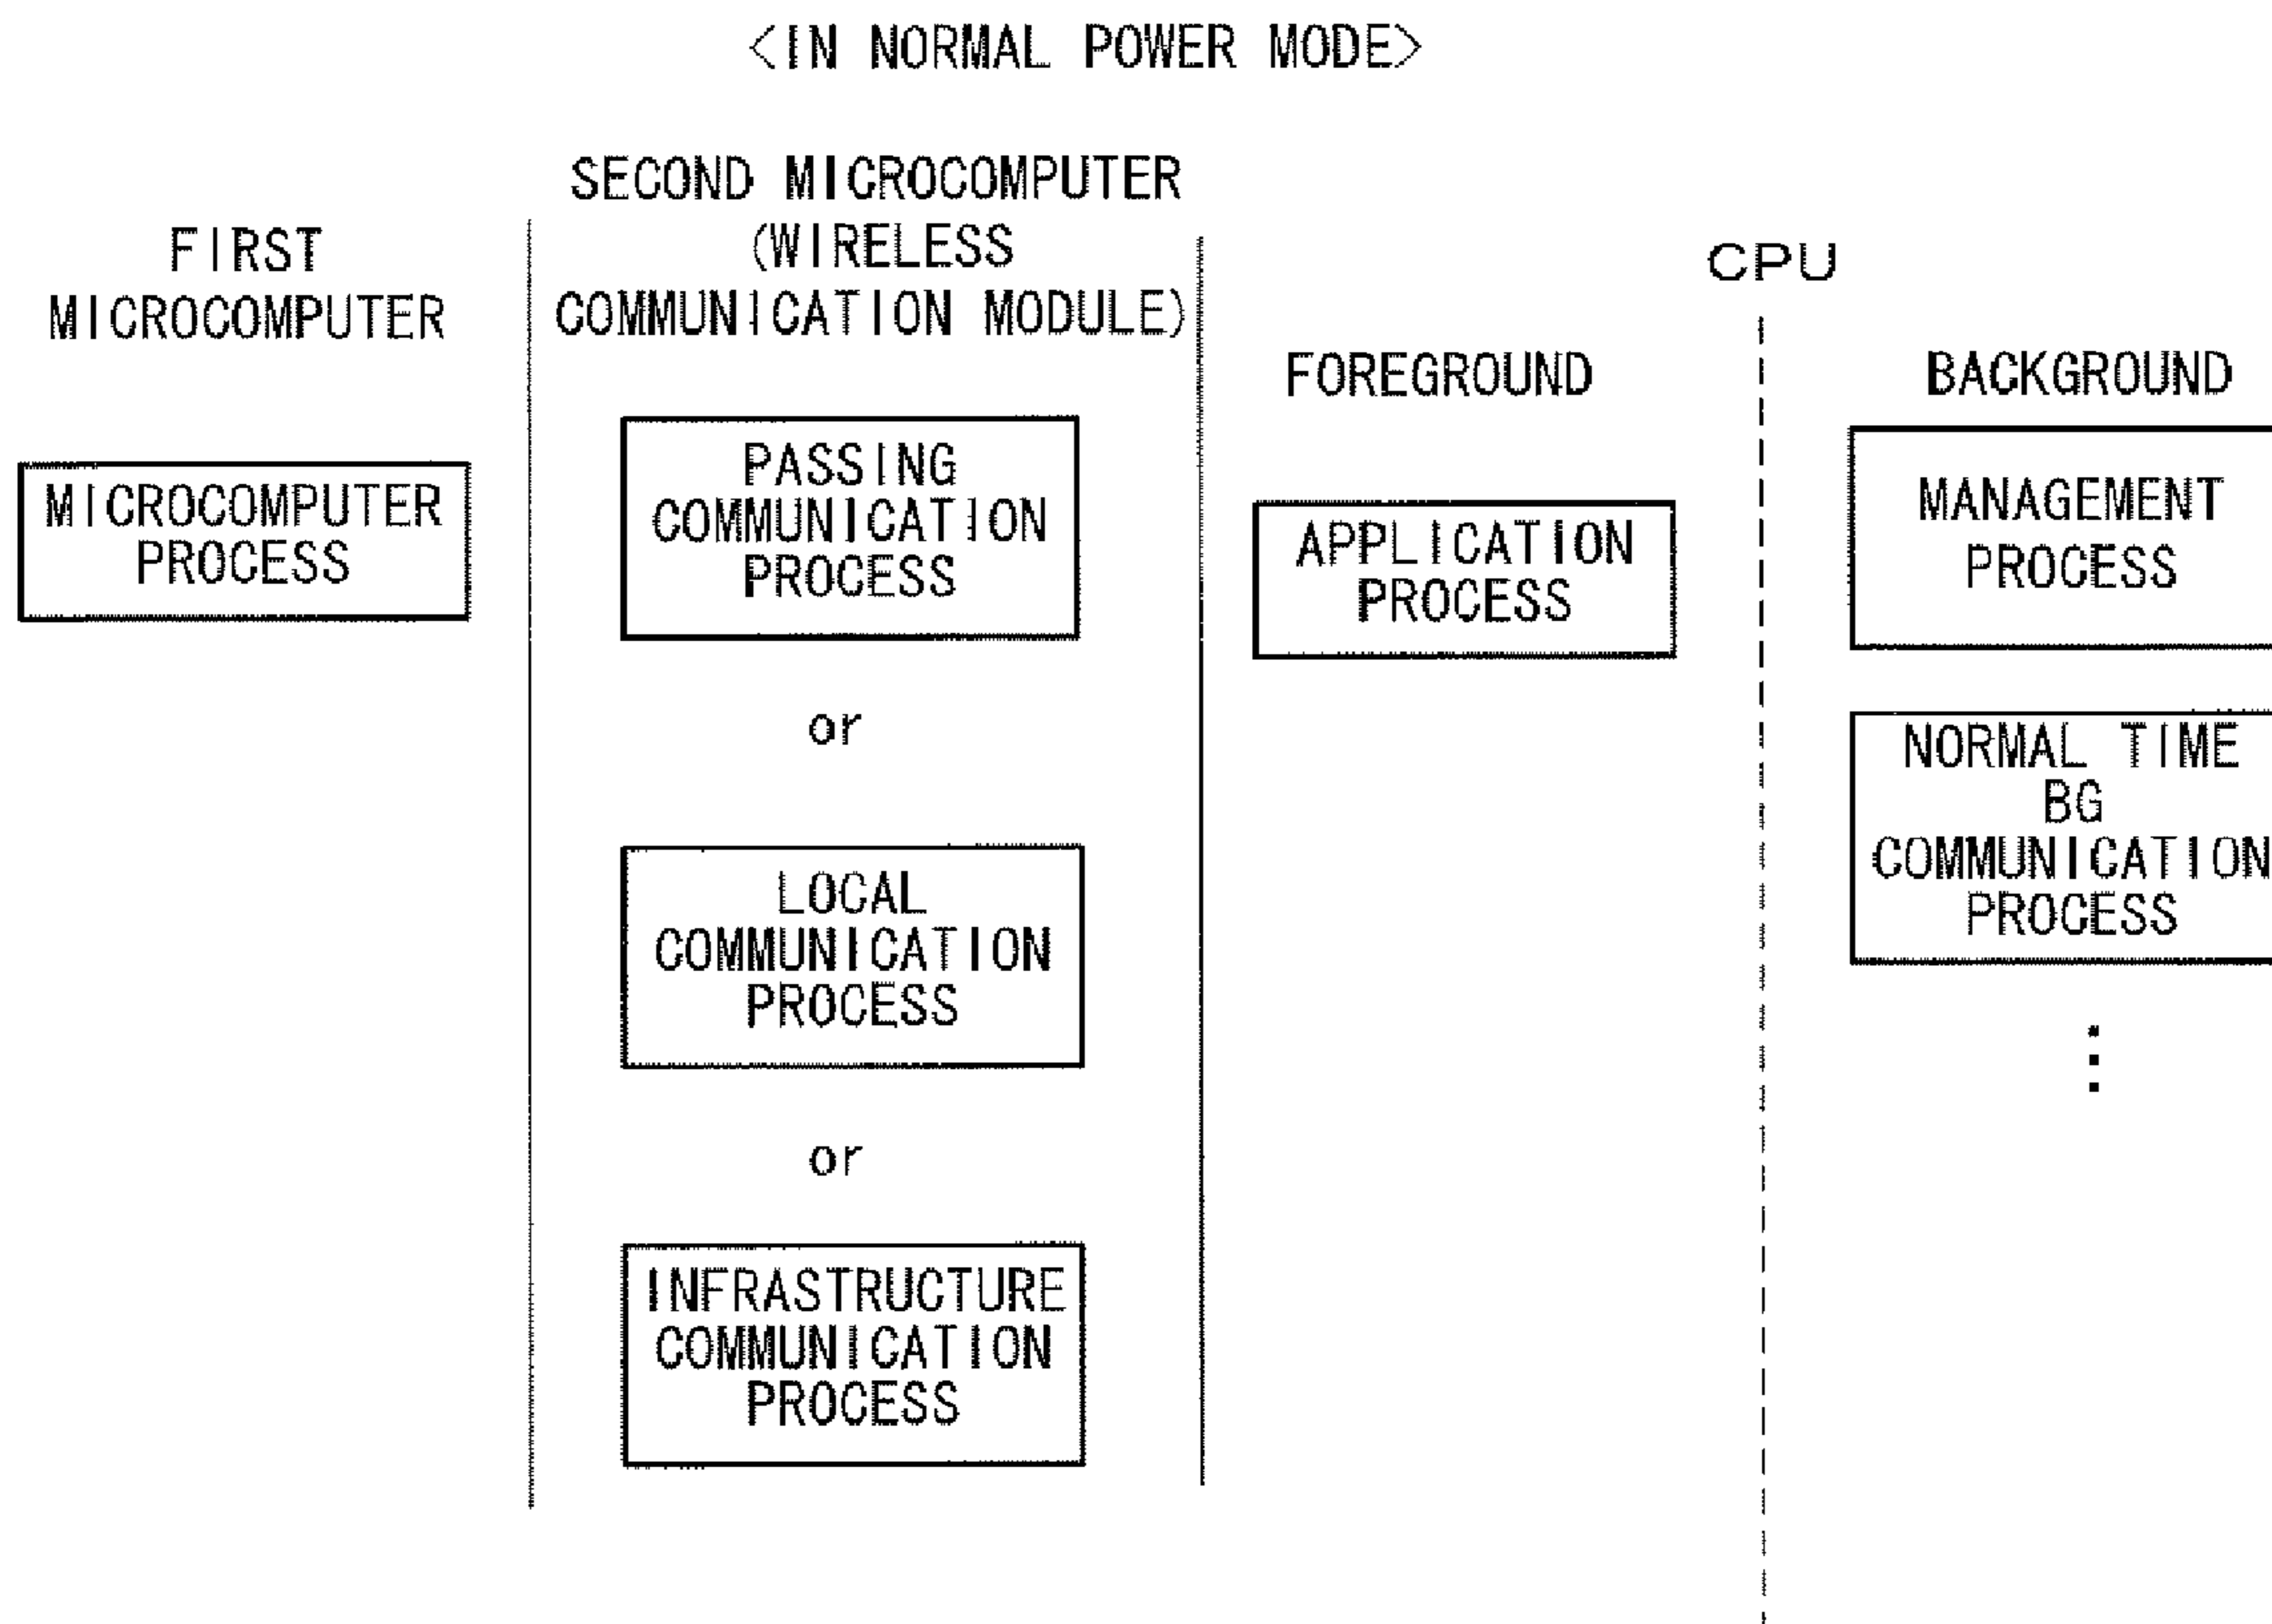 <IN NORMAL POWER MODE>
FIRST
MICROCOMPUTER
MICROCOMPUTER
PROCESS
SECOND MICROCOMPUTER
(WIRELESS
COMMUNICATION MODULE)
PASSING
COMMUNICATION
PROCESS
or
LOCAL
COMMUNICATION
PROCESS
or
INFRASTRUCTURE
COMMUNICATION
PROCESS
CPU
FOREGROUND
APPLICATION
PROCESS
BACKGROUND
MANAGEMENT
PROCESS
NORMAL TIME
BG
COMMUNICATION
PROCESS